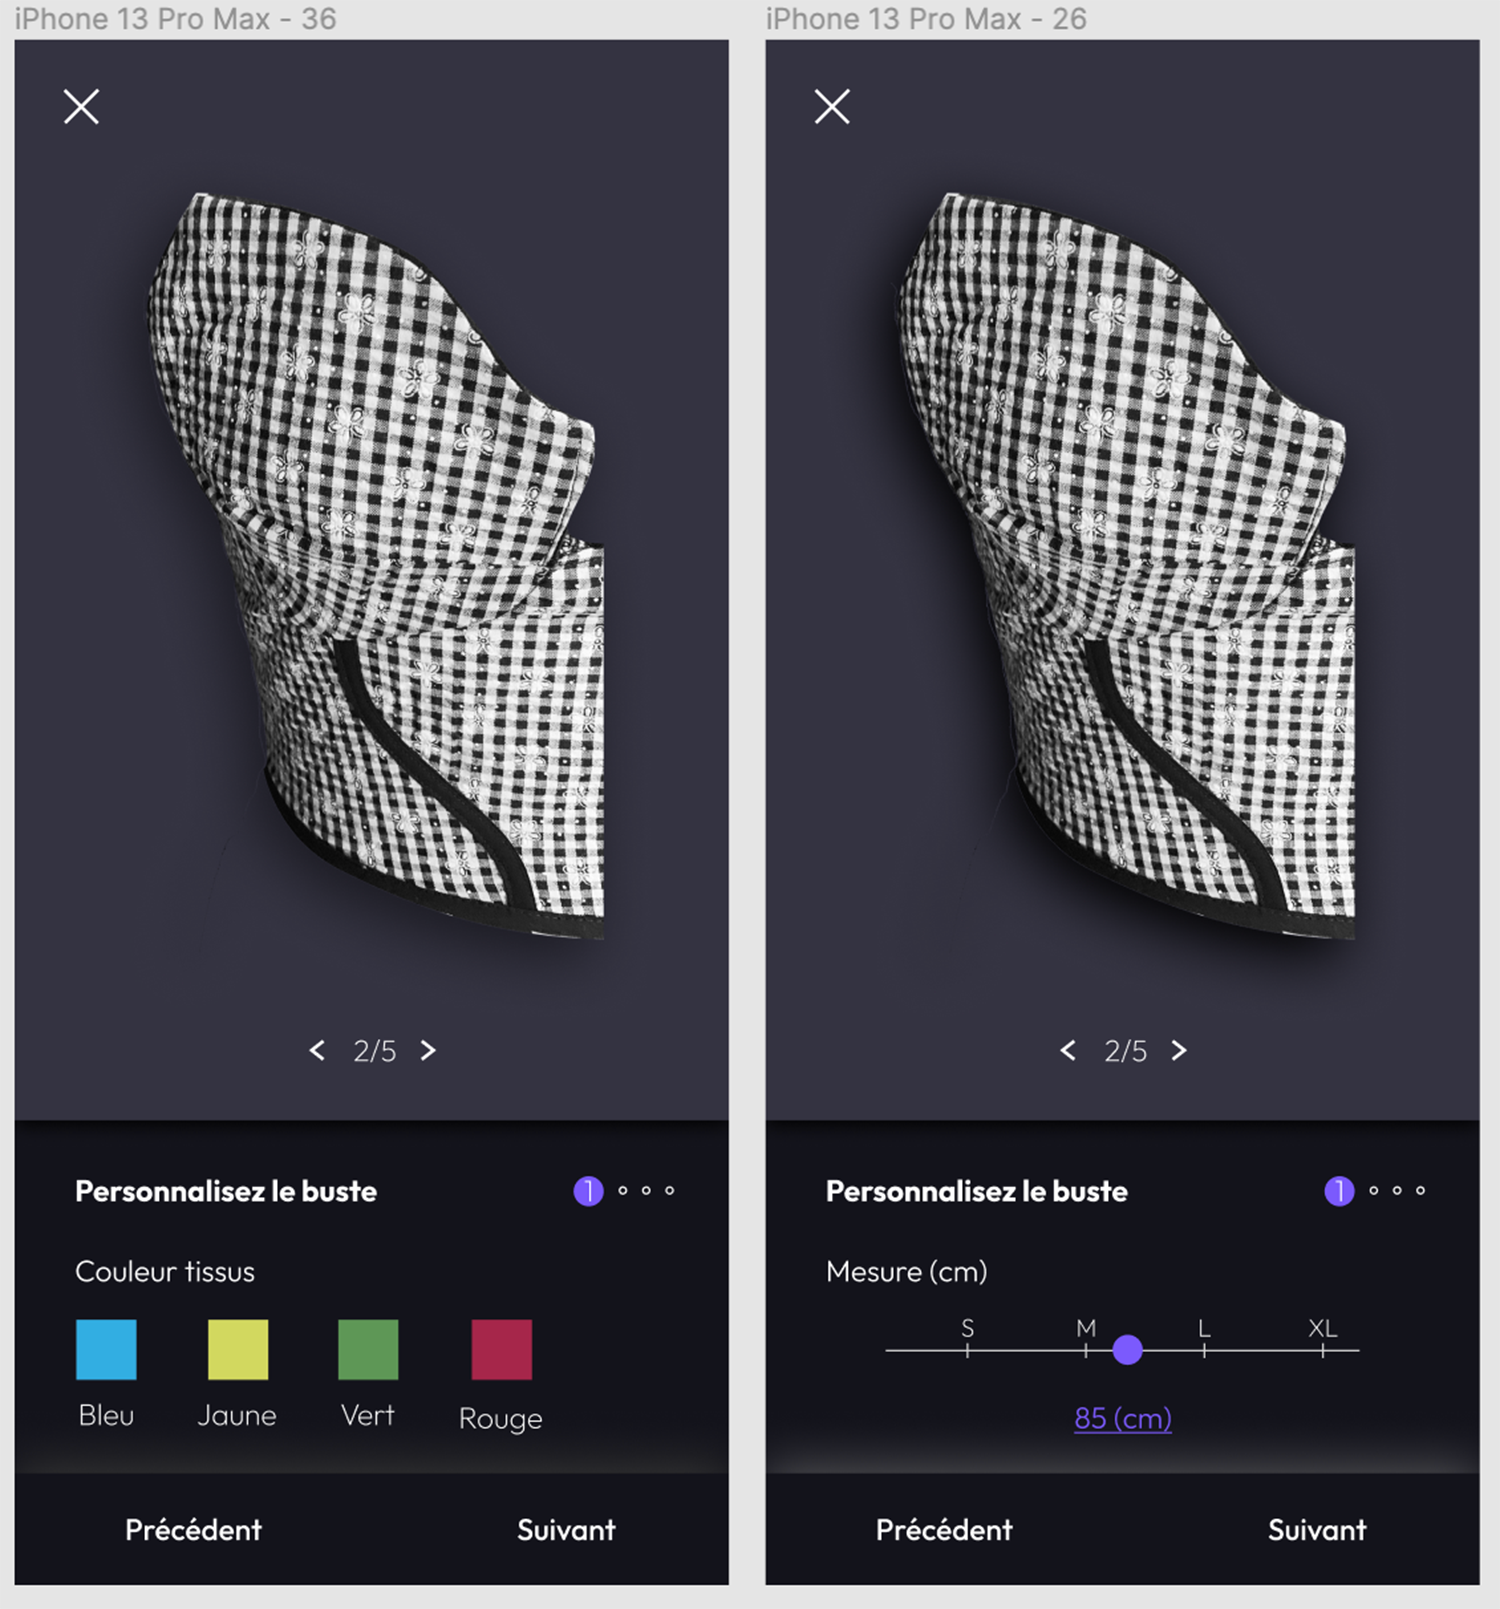 iPhone 13 Pro Max - 36
2/5
Personnalisez le buste
1
Couleur tissus
Bleu Jaune Vert Rouge
Précédent Suivant
iPhone 13 Pro Max - 26
2/5
Personnalisez le buste
1
Mesure (cm)
S M L XL
85 (cm)
Précédent Suivant